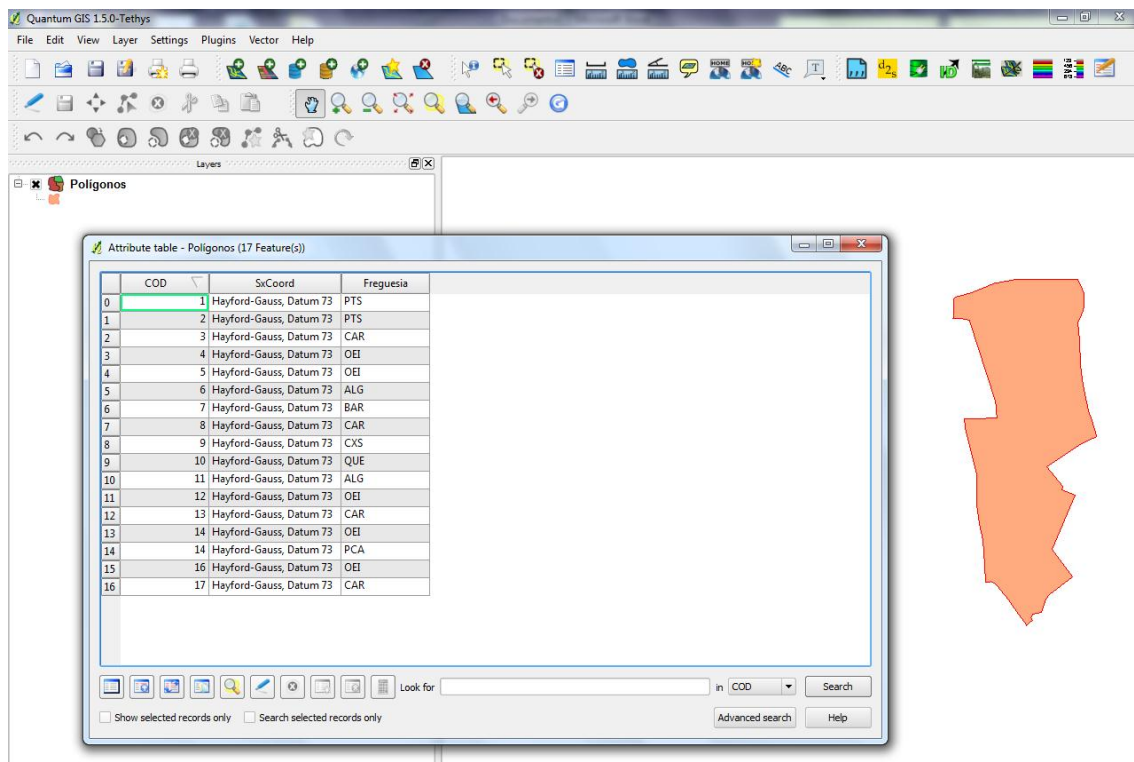 Quantum GIS 1.5.0-Tethys
File Edit View Layer Settings Plugins Vector Help
Layers
Polígonos
Attribute table - Polígonos (17 Feature(s))
COD SxCoord Freguesia
0 1 Hayford-Gauss, Datum 73 PTS
1 2 Hayford-Gauss, Datum 73 PTS
2 3 Hayford-Gauss, Datum 73 CAR
3 4 Hayford-Gauss, Datum 73 OEI
4 5 Hayford-Gauss, Datum 73 OEI
5 6 Hayford-Gauss, Datum 73 ALG
6 7 Hayford-Gauss, Datum 73 BAR
7 8 Hayford-Gauss, Datum 73 CAR
8 9 Hayford-Gauss, Datum 73 CXS
9 10 Hayford-Gauss, Datum 73 QUE
10 11 Hayford-Gauss, Datum 73 ALG
11 12 Hayford-Gauss, Datum 73 OEI
12 13 Hayford-Gauss, Datum 73 CAR
13 14 Hayford-Gauss, Datum 73 OEI
14 14 Hayford-Gauss, Datum 73 PCA
15 16 Hayford-Gauss, Datum 73 OEI
16 17 Hayford-Gauss, Datum 73 CAR
Look for in COD Search
Show selected records only Search selected records only Advanced search Help